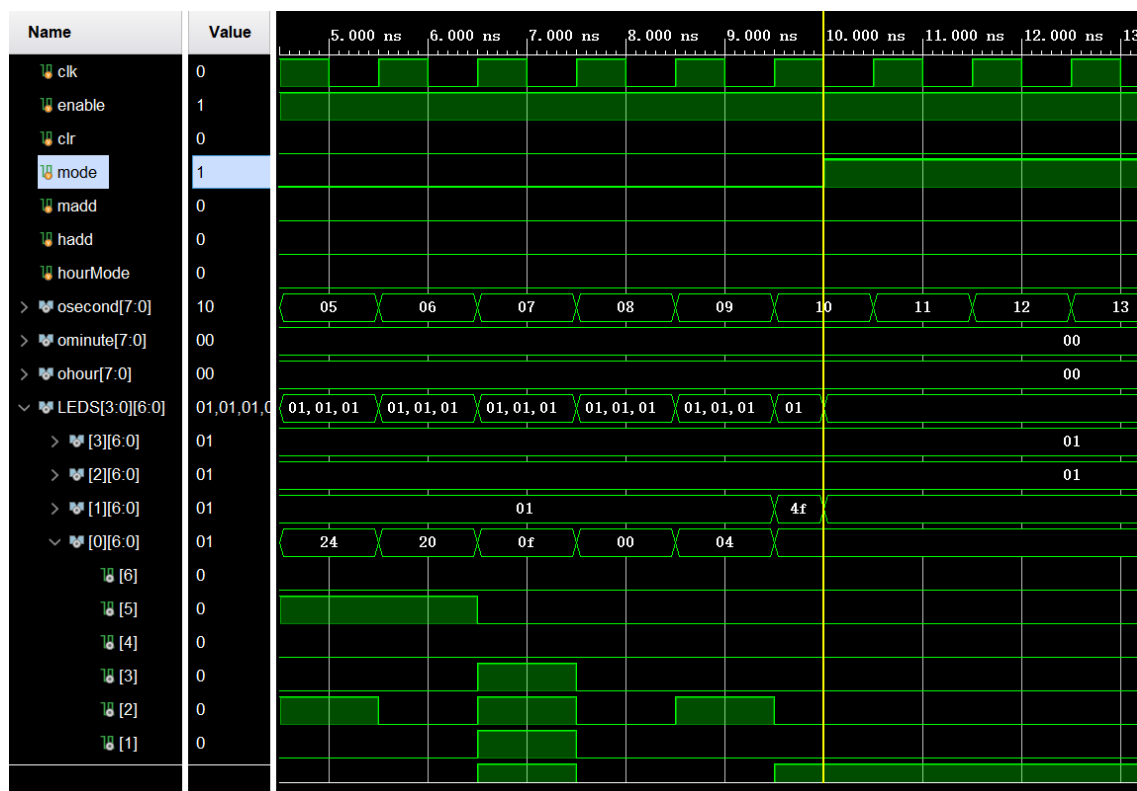 Name Value 5.000 ns 6.000 ns 7.000 ns 8.000 ns 9.000 ns 10.000 ns 11.000 ns 12.000 ns 13
clk 0
enable 1
clr 0
mode 1
madd 0
hadd 0
hourMode 0
osecond[7:0] 10 05 06 07 08 09 10 11 12 13
ominute[7:0] 00 00
ohour[7:0] 00 00
LEDS[3:0][6:0] 01,01,01,0 01,01,01 01,01,01 01,01,01 01,01,01 01,01,01 01
[3][6:0] 01 01
[2][6:0] 01 01
[1][6:0] 01 01 4f
[0][6:0] 01 24 20 0f 00 04
[6] 0
[5] 0
[4] 0
[3] 0
[2] 0
[1] 0